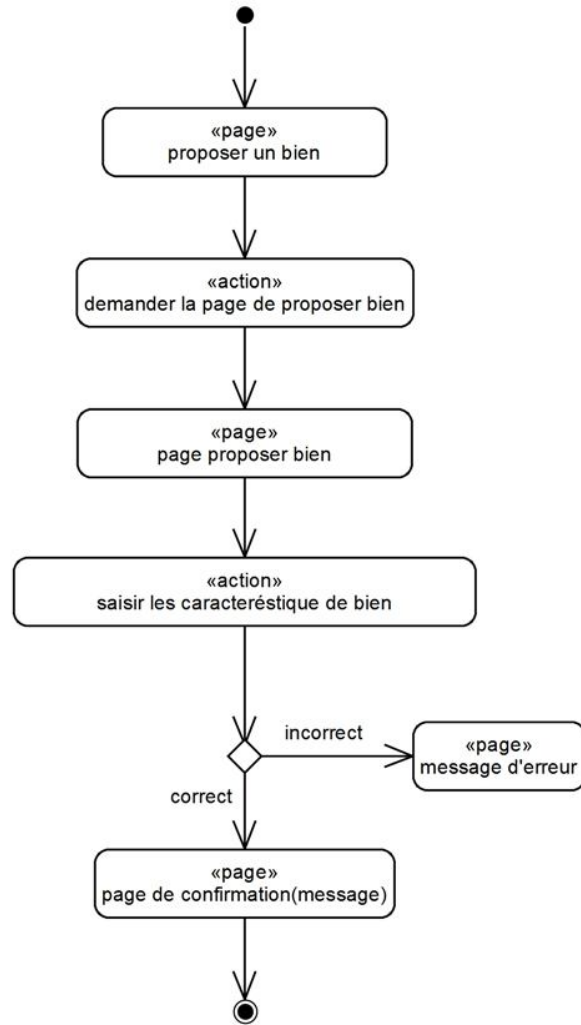 «page»
proposer un bien
«action»
demander la page de proposer bien
«page»
page proposer bien
«action»
saisir les caracteréstique de bien
incorrect
«page»
message d'erreur
correct
«page»
page de confirmation(message)